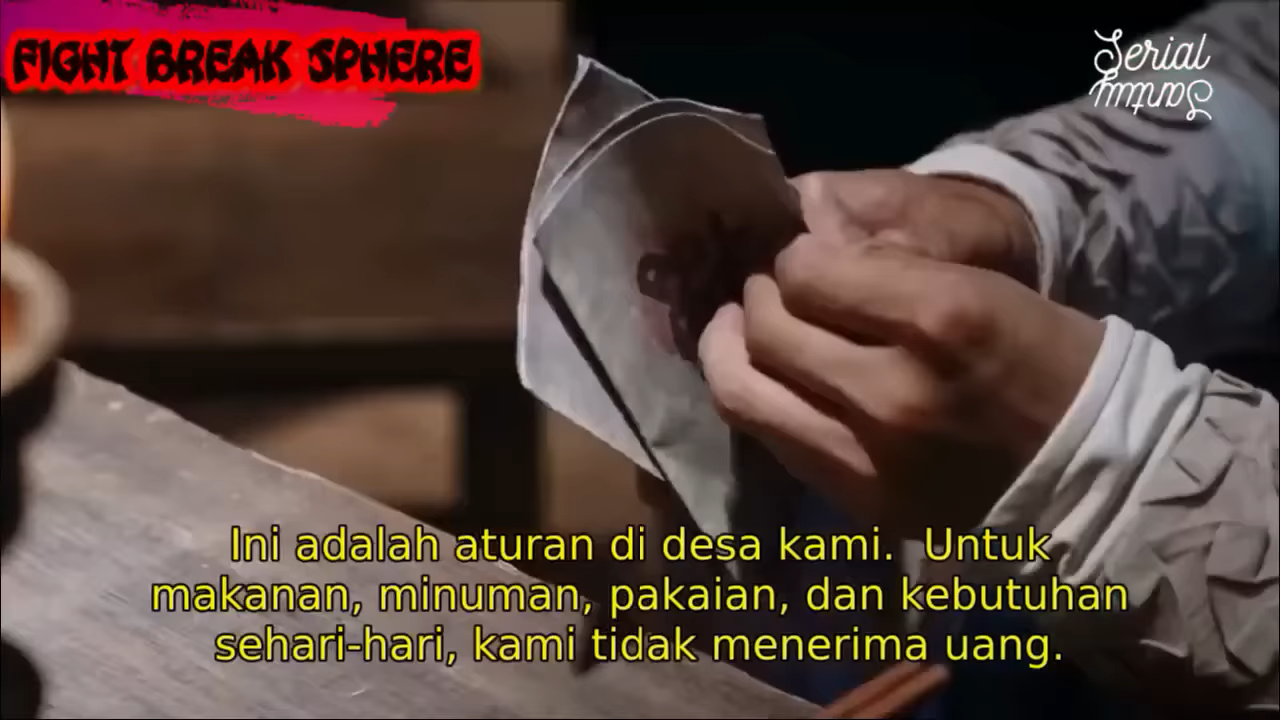 FIGHT BREAK SPHERE
Serial
Ini adalah aturan di desa kami. Untuk
makanan, minuman, pakaian, dan kebutuhan
sehari-hari, kami tidak menerima uang.